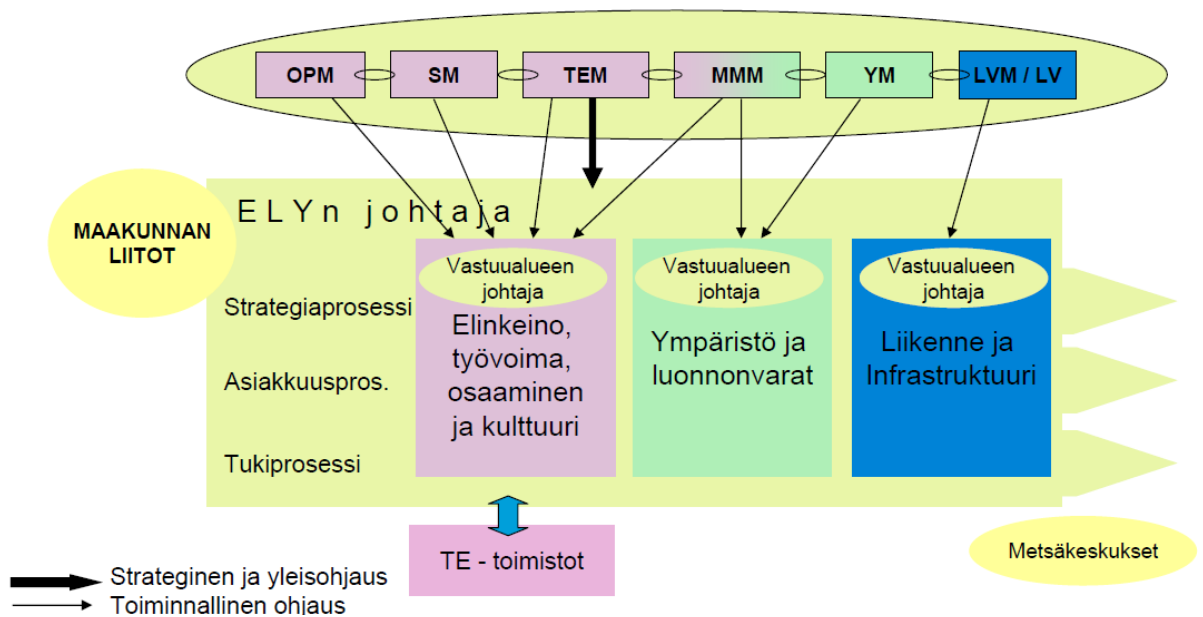 OPM
SM
TEM
MMM
YM
LVM / LV
MAAKUNNAN
LIITOT
ELYn johtaja
Vastuualueen
johtaja
Vastuualueen
johtaja
Vastuualueen
johtaja
Strategiaprosessi
Asiakkuuspros.
Tukiprosessi
Elinkeino,
työvoima,
osaaminen
ja kulttuuri
Ympäristö ja
luonnonvarat
Liikenne ja
Infrastruktuuri
TE - toimistot
Metsäkeskukset
Strateginen ja yleisohjaus
Toiminnallinen ohjaus